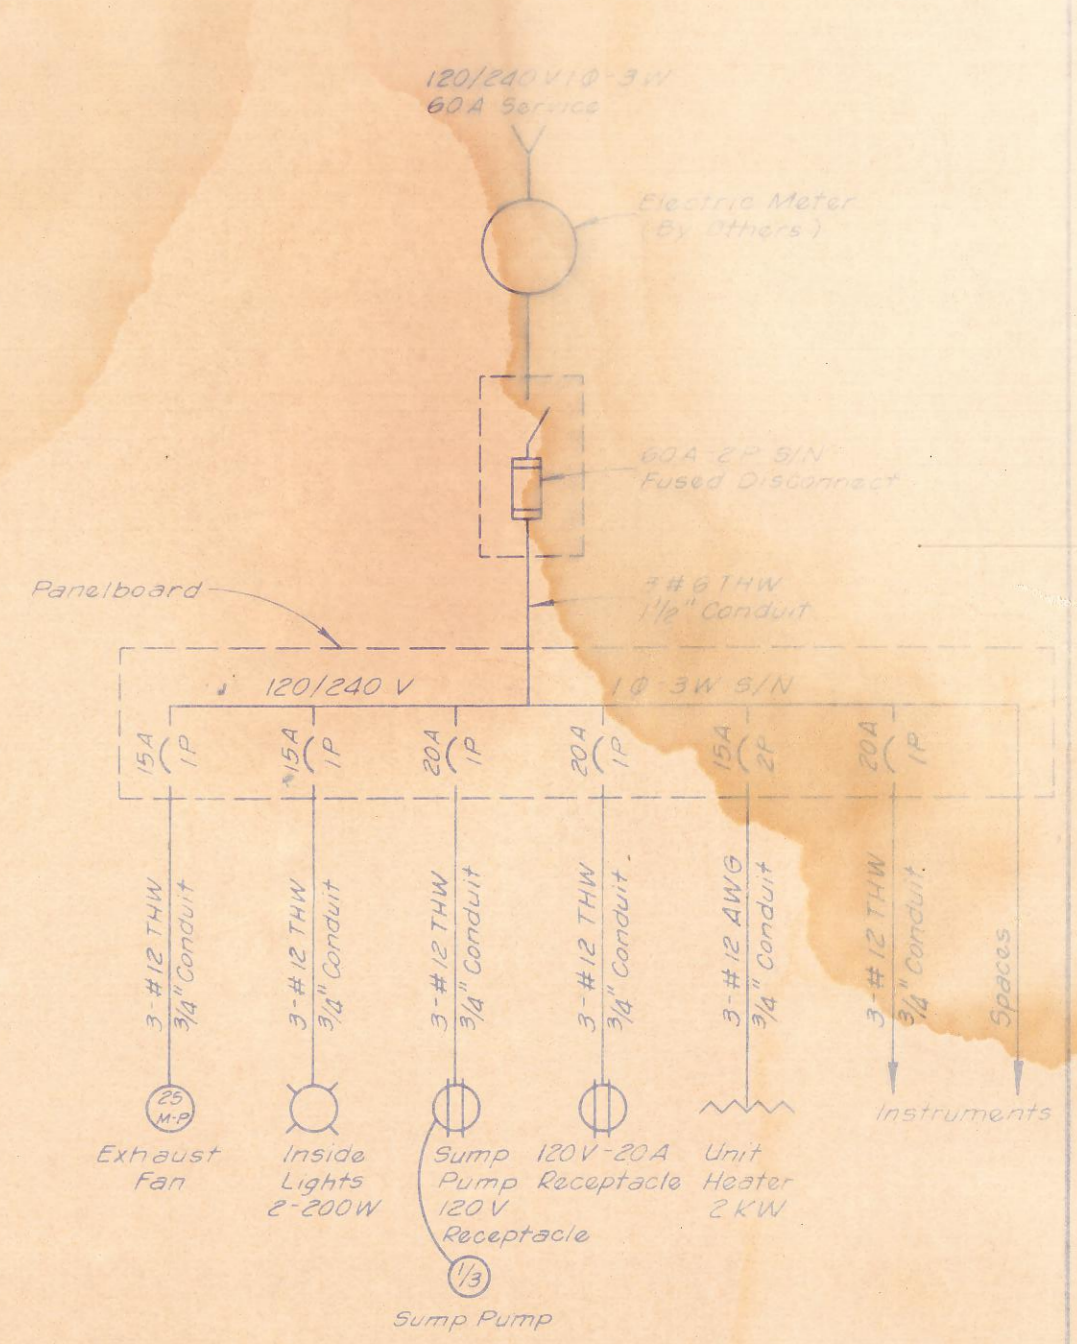 120/240 V 1Φ-3W
60A Service
Electric Meter
(By Others)
60A-2P S/N
Fused Disconnect
3#6 THW
1½" Conduit
Panelboard
120/240 V
1Φ-3W S/N
15A
1P
15A
1P
20A
1P
20A
1P
15A
2P
20A
1P
3-#12 THW
3/4" Conduit
3-#12 THW
3/4" Conduit
3-#12 THW
3/4" Conduit
3-#12 THW
3/4" Conduit
3-#12 AWG
3/4" Conduit
3-#12 THW
3/4" Conduit
Spaces
25
M-P
Exhaust
Fan
Inside
Lights
2-200W
Sump
Pump
120V
Receptacle
120V-20A
Receptacle
Unit
Heater
2KW
Instruments
1/3
Sump Pump